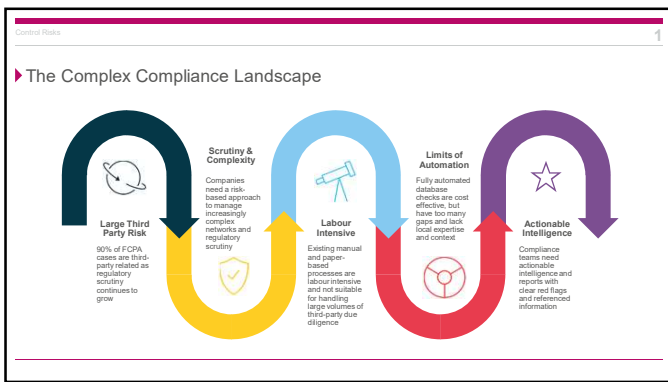 Control Risks
1
The Complex Compliance Landscape
Large Third
Party Risk
90% of FCPA
cases are third-
party related as
regulatory
scrutiny
continues to
grow
Scrutiny &
Complexity
Companies
need a risk-
based approach
to manage
increasingly
complex
networks and
regulatory
scrutiny
Labour
Intensive
Existing manual
and paper-
based
processes are
labour intensive
and not suitable
for handling
large volumes of
third-party due
diligence
Limits of
Automation
Fully automated
database
checks are cost
effective, but
have too many
gaps and lack
local expertise
and context
Actionable
Intelligence
Compliance
teams need
actionable
intelligence and
reports with
clear red flags
and referenced
information